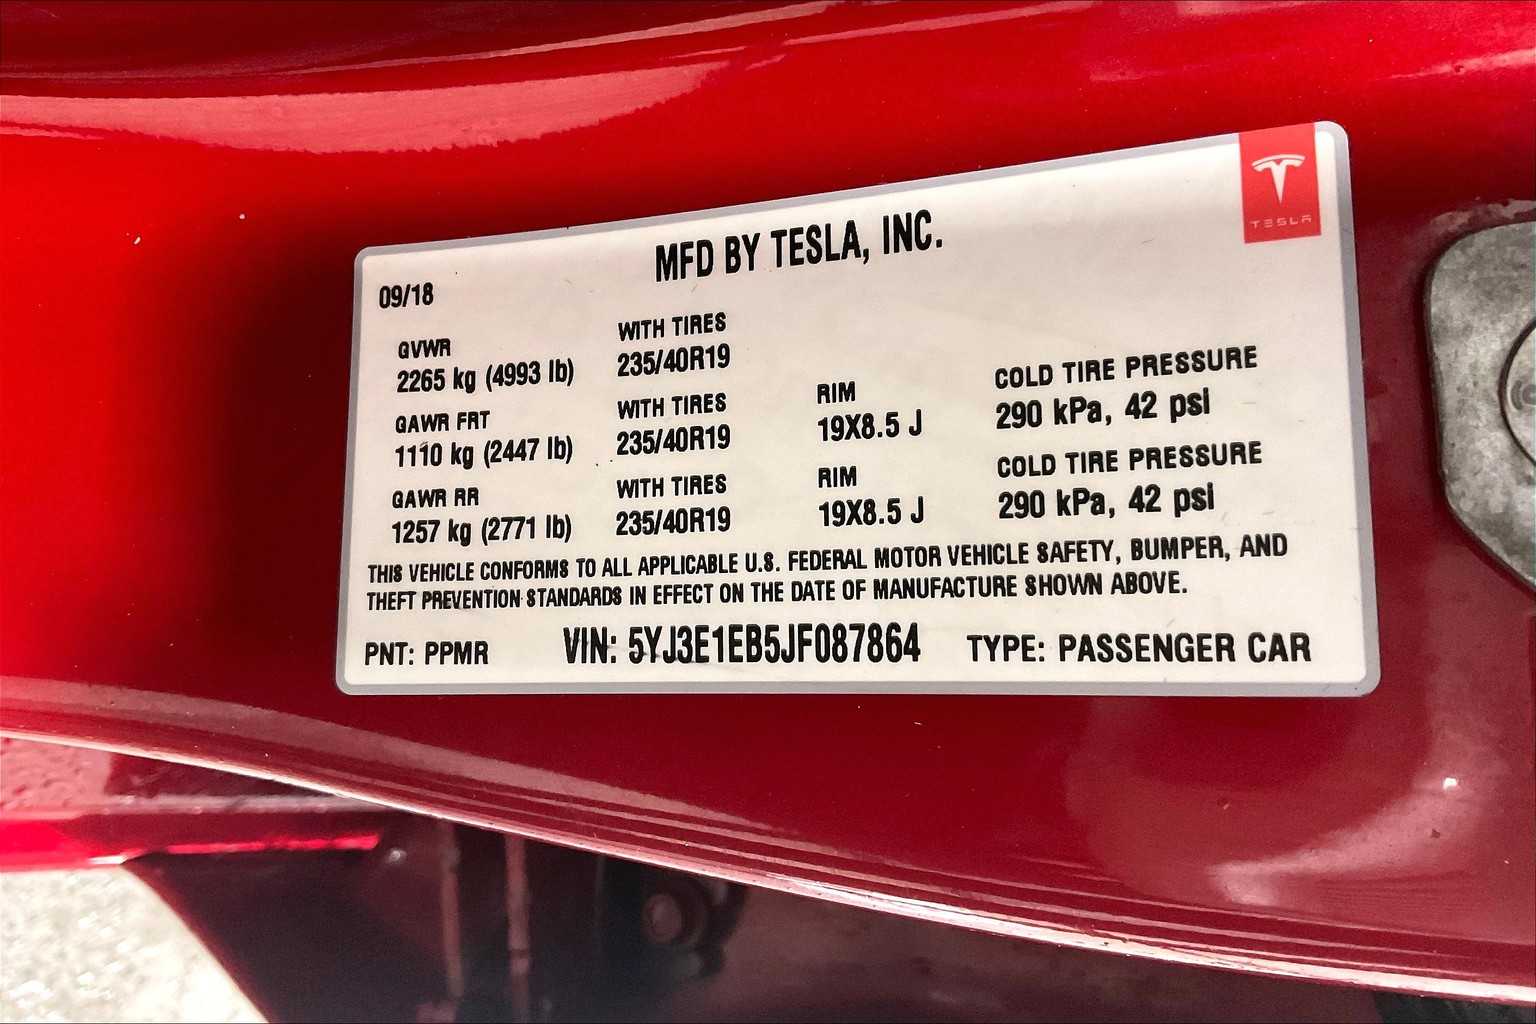 TESLA
MFD BY TESLA, INC.
09/18
GVWR
2265 kg (4993 lb)
WITH TIRES
235/40R19
GAWR FRT
1110 kg (2447 lb)
WITH TIRES
235/40R19
RIM
19X8.5 J
COLD TIRE PRESSURE
290 kPa, 42 psi
GAWR RR
1257 kg (2771 lb)
WITH TIRES
235/40R19
RIM
19X8.5 J
COLD TIRE PRESSURE
290 kPa, 42 psi
THIS VEHICLE CONFORMS TO ALL APPLICABLE U.S. FEDERAL MOTOR VEHICLE SAFETY, BUMPER, AND
THEFT PREVENTION STANDARDS IN EFFECT ON THE DATE OF MANUFACTURE SHOWN ABOVE.
PNT: PPMR VIN: 5YJ3E1EB5JF087864 TYPE: PASSENGER CAR